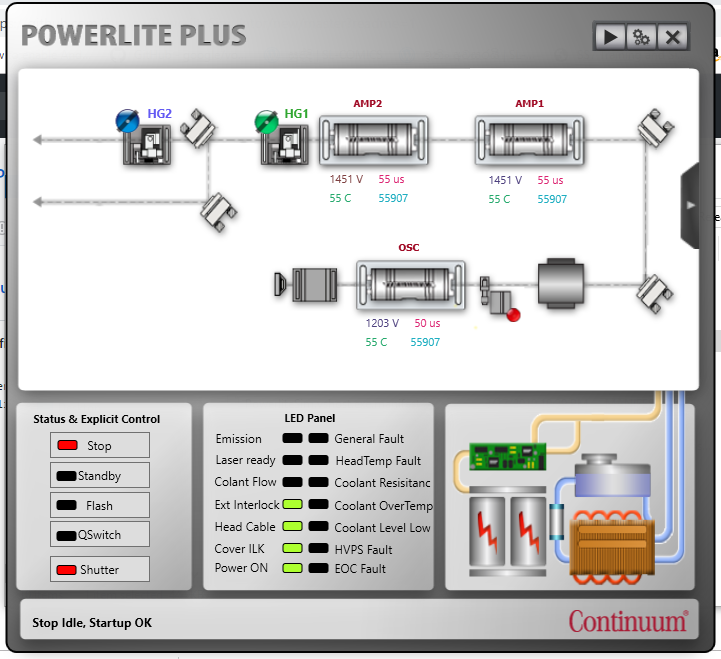 POWERLITE PLUS
HG2
HG1
AMP2
AMP1
1451 V 55 us
55 C 55907
1451 V 55 us
55 C 55907
OSC
1203 V 50 us
55 C 55907
Status & Explicit Control
Stop
Standby
Flash
QSwitch
Shutter
LED Panel
Emission General Fault
Laser ready HeadTemp Fault
Colant Flow Coolant Resisitanc
Ext Interlock Coolant OverTemp
Head Cable Coolant Level Low
Cover ILK HVPS Fault
Power ON EOC Fault
Stop Idle, Startup OK
Continuum®